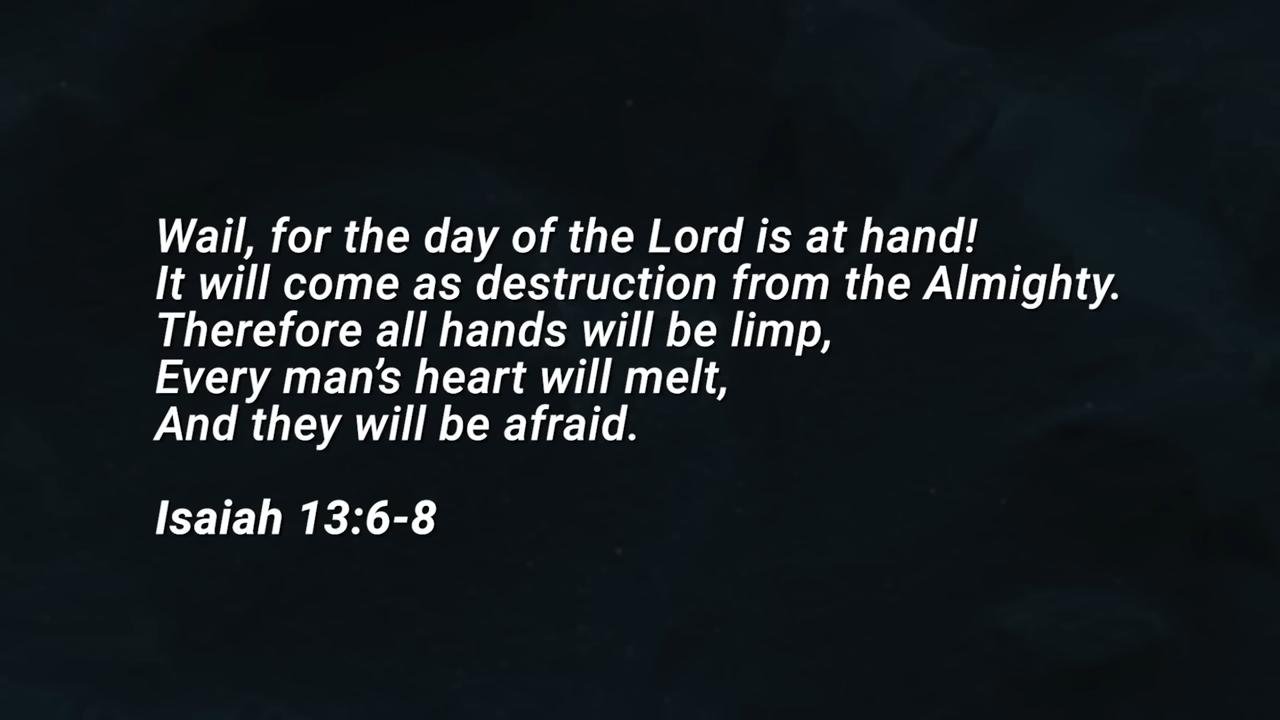 Wail, for the day of the Lord is at hand!
It will come as destruction from the Almighty.
Therefore all hands will be limp,
Every man’s heart will melt,
And they will be afraid.
Isaiah 13:6-8